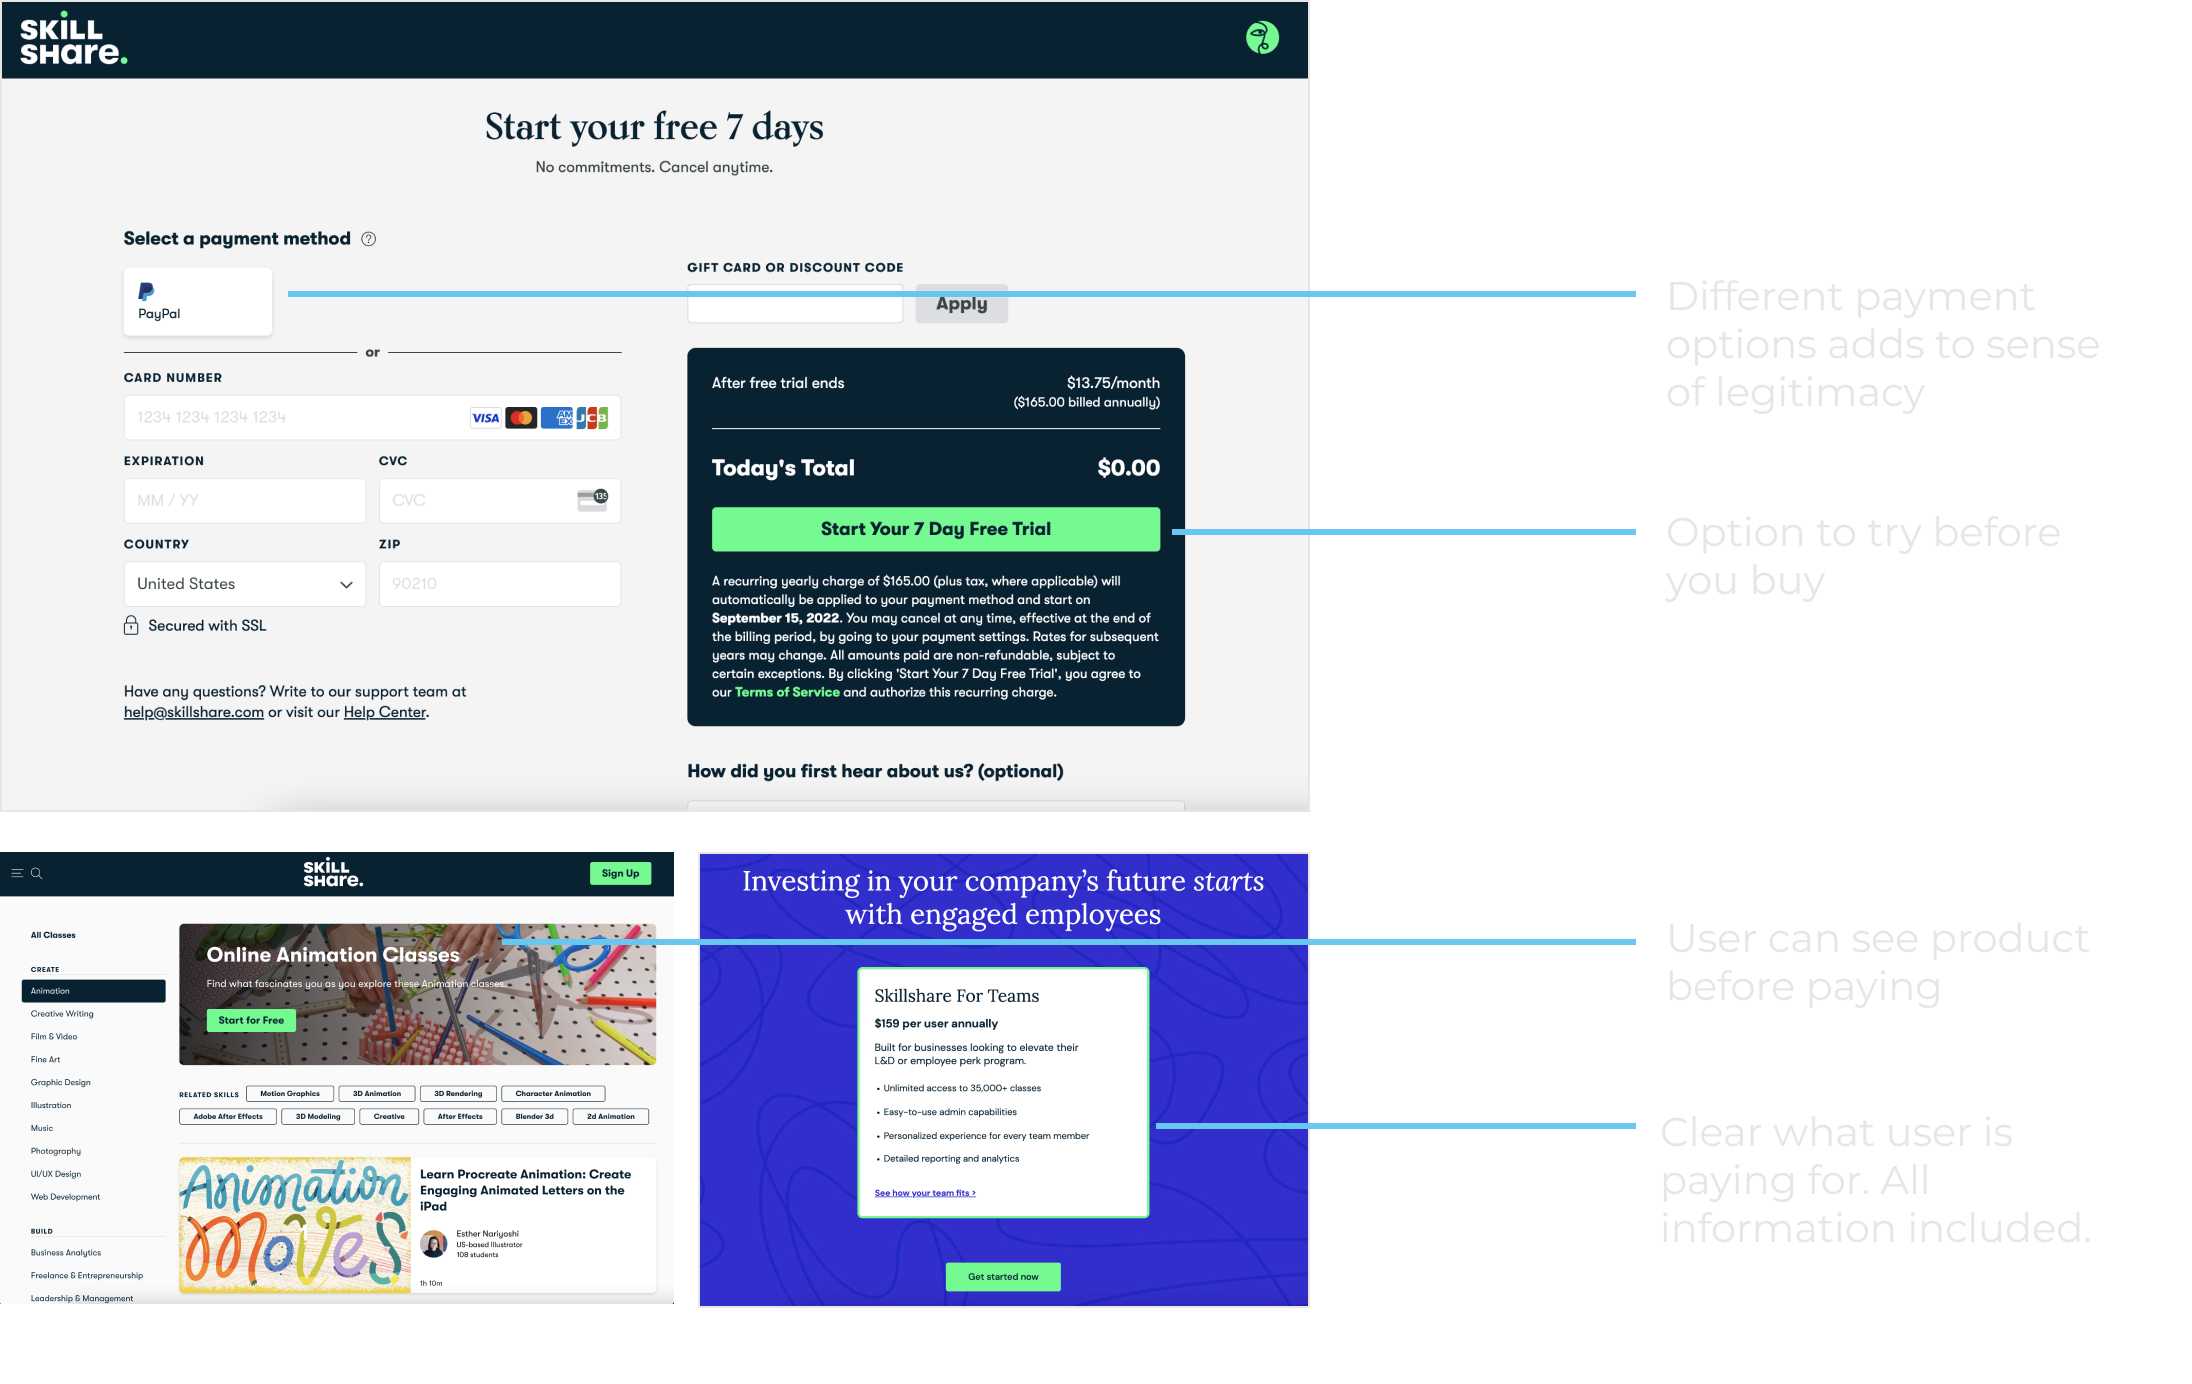 SKILL
SHARE.
Start your free 7 days
No commitments. Cancel anytime.
Select a payment method ?
PayPal
or
CARD NUMBER
1234 1234 1234 1234
VISA
AM
EX
JCB
EXPIRATION
CVC
MM / YY
CVC
135
COUNTRY
ZIP
United States
90210
Secured with SSL
Have any questions? Write to our support team at
help@skillshare.com or visit our Help Center.
GIFT CARD OR DISCOUNT CODE
Apply
After free trial ends
$13.75/month
($165.00 billed annually)
Today's Total
$0.00
Start Your 7 Day Free Trial
A recurring yearly charge of $165.00 (plus tax, where applicable) will
automatically be applied to your payment method and start on
September 15, 2022. You may cancel at any time, effective at the end of
the billing period, by going to your payment settings. Rates for subsequent
years may change. All amounts paid are non-refundable, subject to
certain exceptions. By clicking 'Start Your 7 Day Free Trial', you agree to
our Terms of Service and authorize this recurring charge.
How did you first hear about us? (optional)
Different payment
options adds to sense
of legitimacy
Option to try before
you buy
SKILL
SHARE.
Sign Up
All Classes
CREATE
Animation
Creative Writing
Film & Video
Fine Art
Graphic Design
Illustration
Music
Photography
UI/UX Design
Web Development
BUILD
Business Analytics
Freelance & Entrepreneurship
Leadership & Management
Online Animation Classes
Find what fascinates you as you explore these Animation classes.
Start for Free
RELATED SKILLS
Motion Graphics
3D Animation
3D Rendering
Character Animation
Adobe After Effects
3D Modeling
Creative
After Effects
Blender 3d
2d Animation
Animation
Moves
Learn Procreate Animation: Create
Engaging Animated Letters on the
iPad
Esther Nariyoshi
US-based Illustrator
108 students
1h 10m
Investing in your company's future starts
with engaged employees
Skillshare For Teams
$159 per user annually
Built for businesses looking to elevate their
L&D or employee perk program.
• Unlimited access to 35,000+ classes
• Easy-to-use admin capabilities
• Personalized experience for every team member
• Detailed reporting and analytics
See how your team fits >
Get started now
User can see product
before paying
Clear what user is
paying for. All
information included.